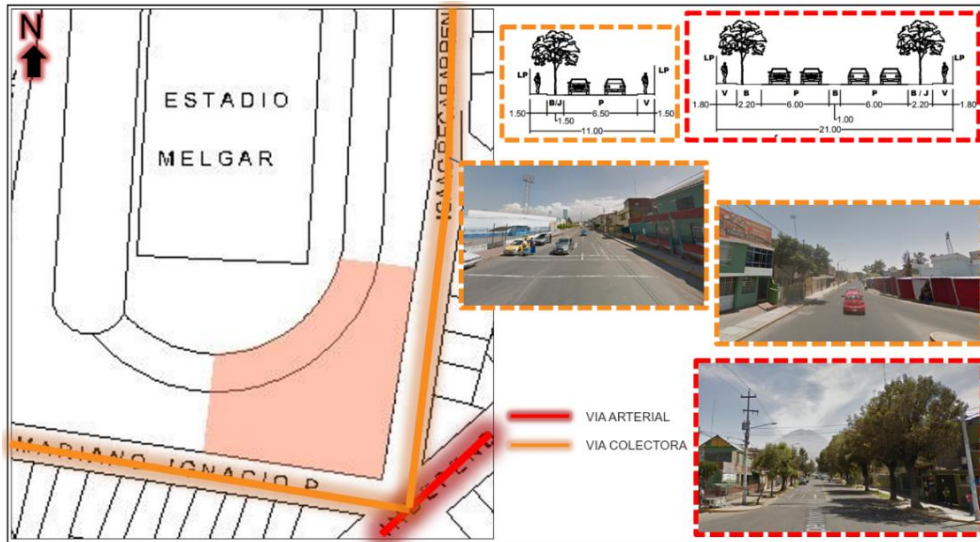 N
ESTADIO
MELGAR
MARIANO IGNACIO P.
LP
LP
B/J
P
V
1.50
6.50
1.50
1.50
11.00
LP
LP
V
B
P
B
P
B / J
V
1.80
2.20
6.00
6.00
2.20
1.80
1.00
21.00
VIA ARTERIAL
VIA COLECTORA